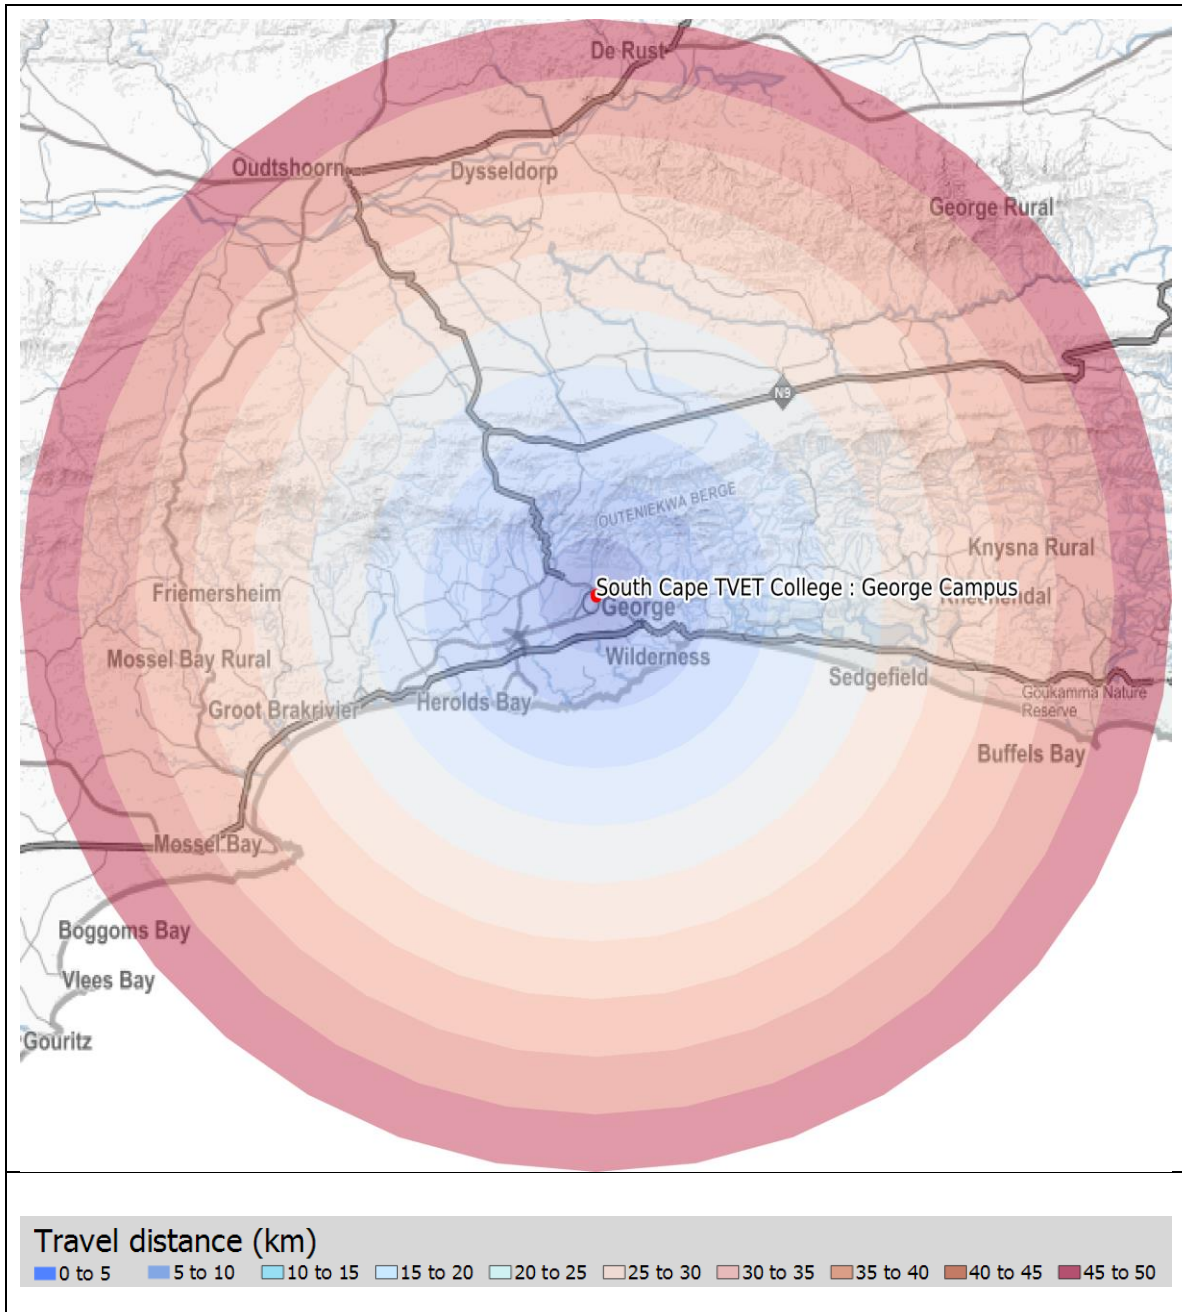 De Rust
Oudtshoorn
Dysseldorp
George Rural
N9
OUTENIEKWA BERGE
Knysna Rural
South Cape TVET College : George Campus
Friemersheim
George
Mossel Bay Rural
Wilderness
Sedgefield
Goukamma Nature
Reserve
Herolds Bay
Groot Brakrivier
Buffels Bay
Mossel Bay
Boggoms Bay
Vlees Bay
Gouritz
Travel distance (km)
0 to 5 5 to 10 10 to 15 15 to 20 20 to 25 25 to 30 30 to 35 35 to 40 40 to 45 45 to 50